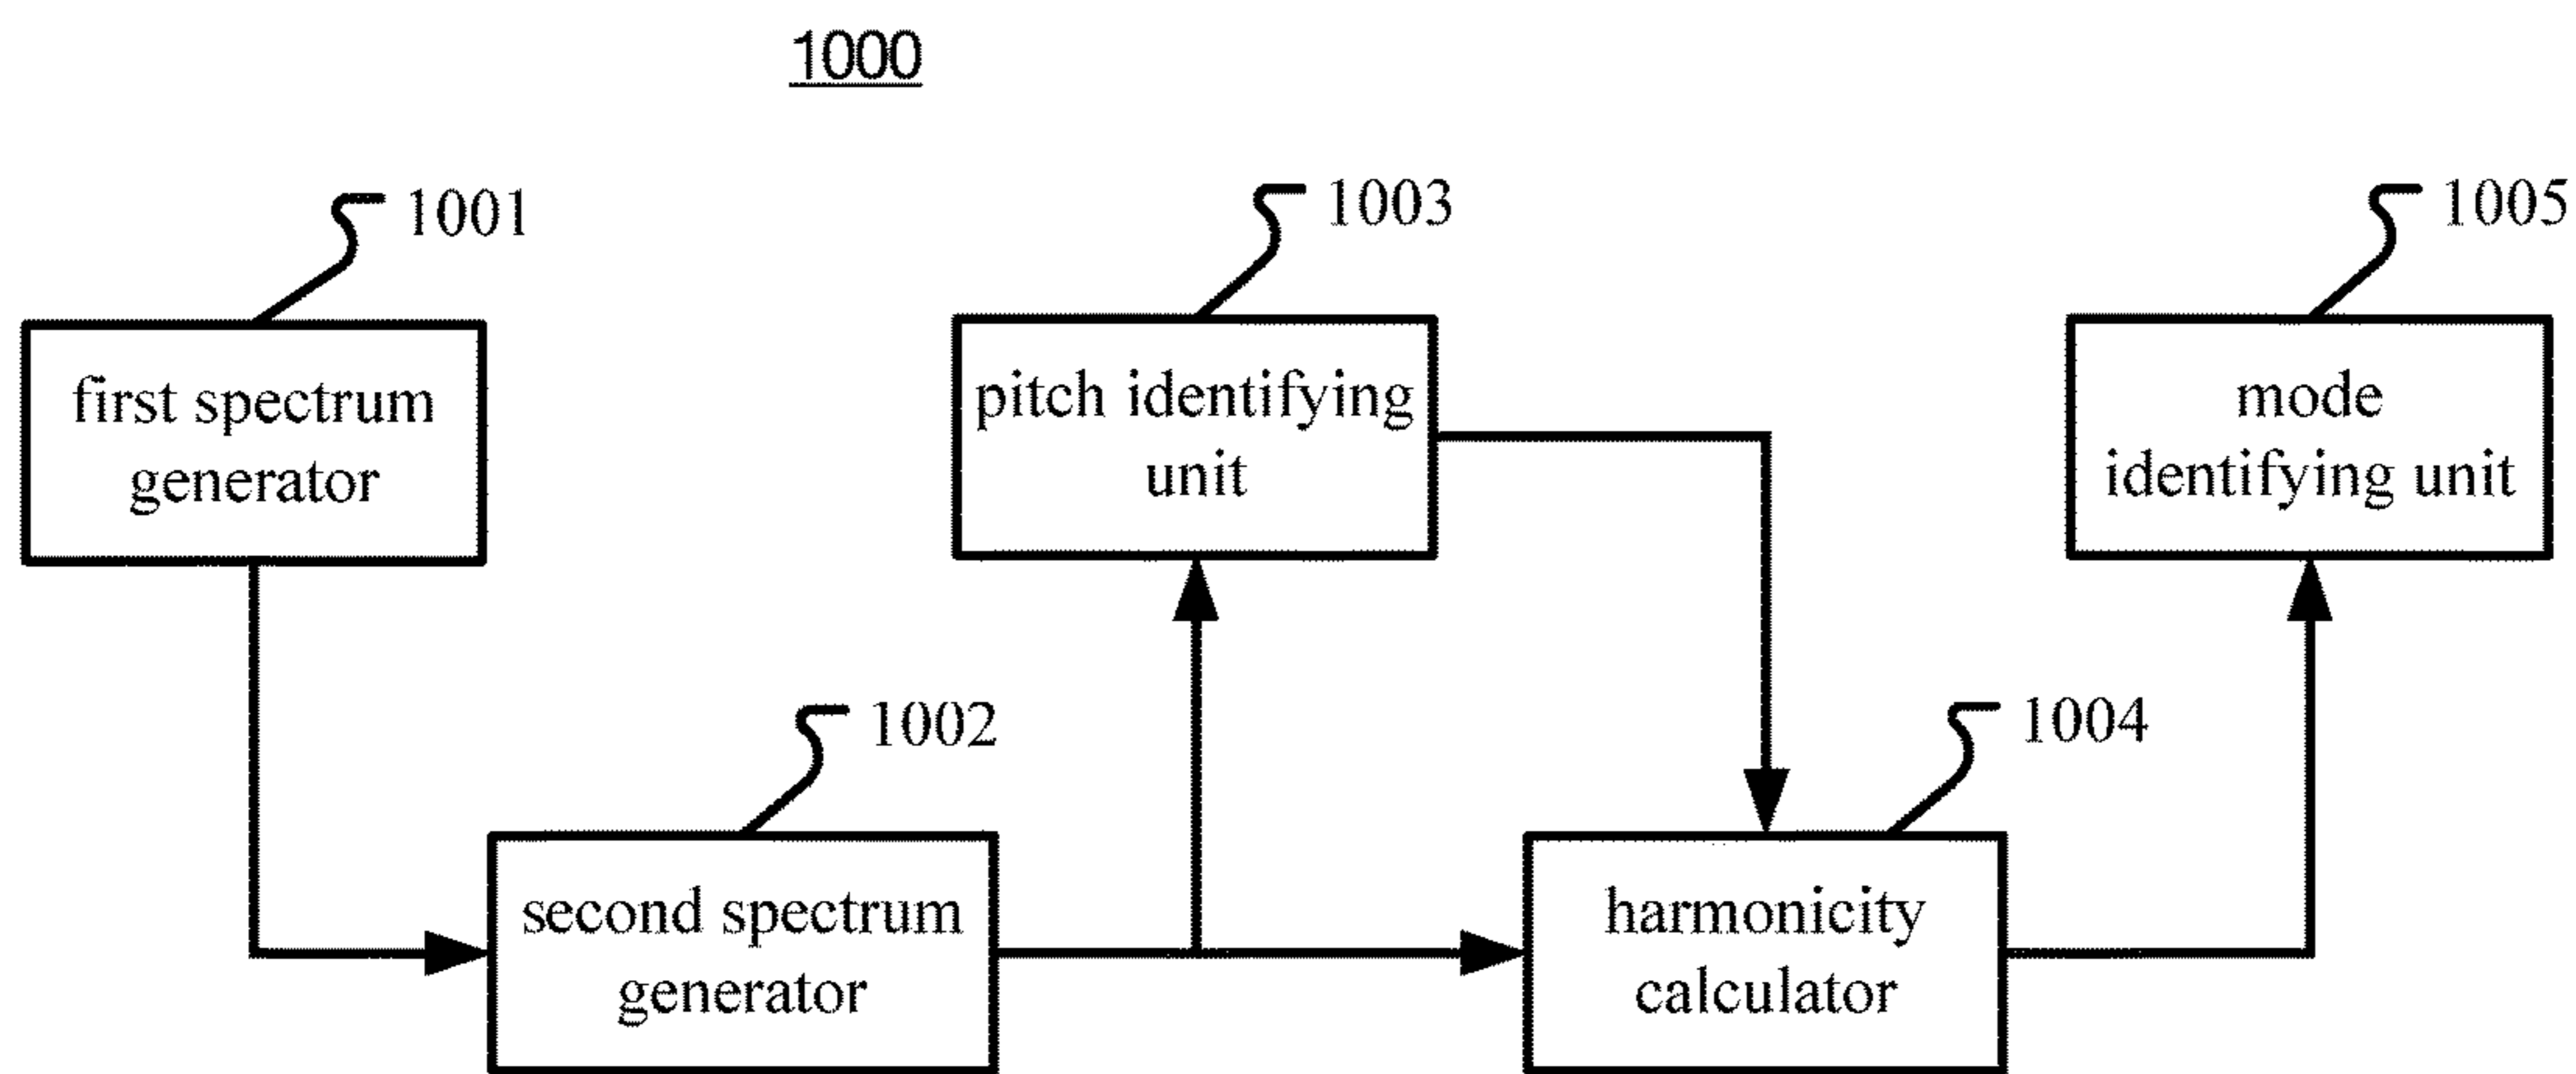 1000
1001
first spectrum
generator
1002
second spectrum
generator
1003
pitch identifying
unit
1004
harmonicity
calculator
1005
mode
identifying unit